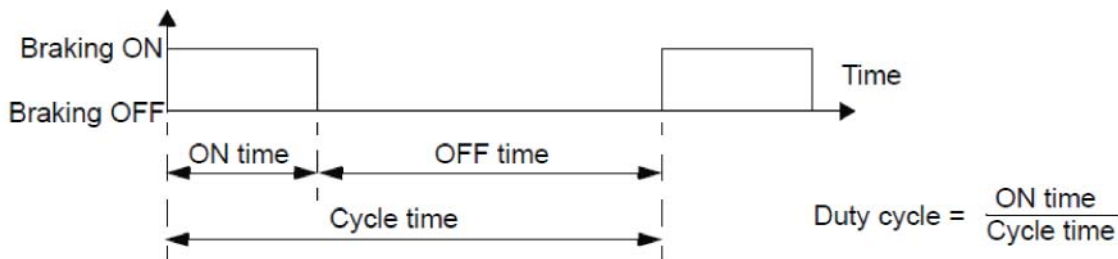 Braking ON
Time
Braking OFF
ON time
OFF time
Cycle time
Duty cycle = ON time
Cycle time